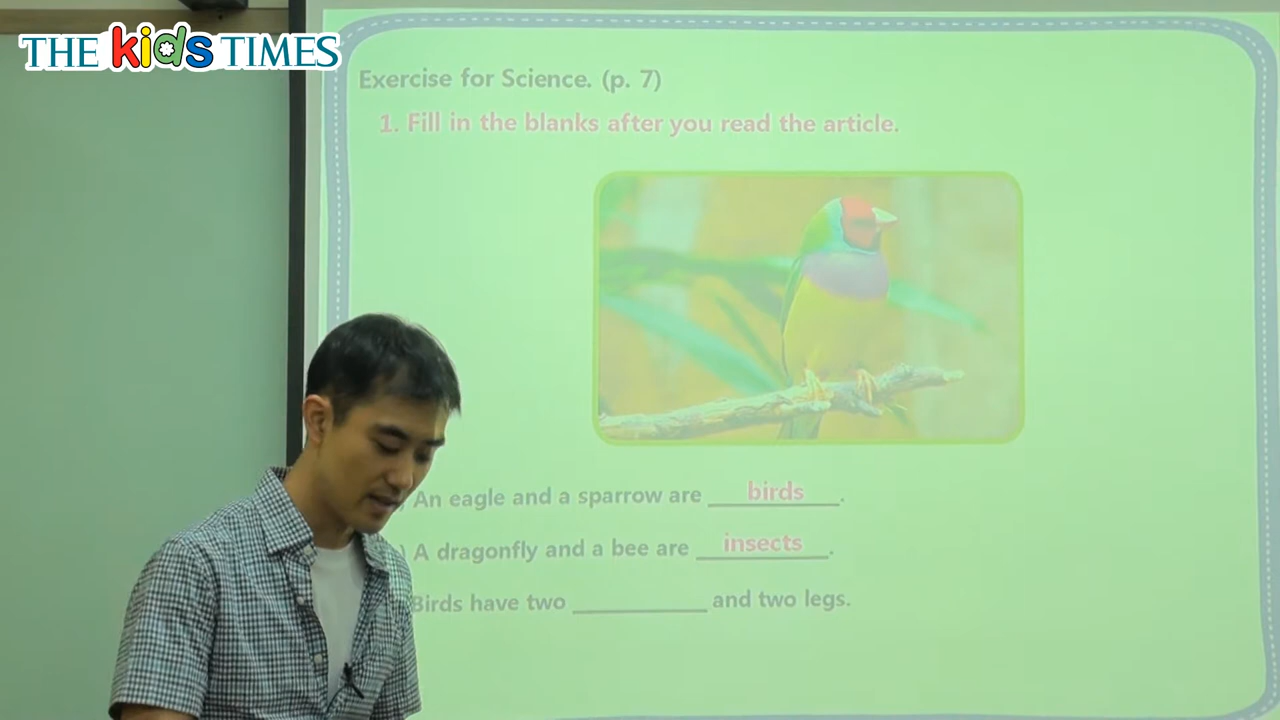 THE kids TIMES
Exercise for Science. (p. 7)
1. Fill in the blanks after you read the article.
) An eagle and a sparrow are birds.
) A dragonfly and a bee are insects.
Birds have two ________ and two legs.